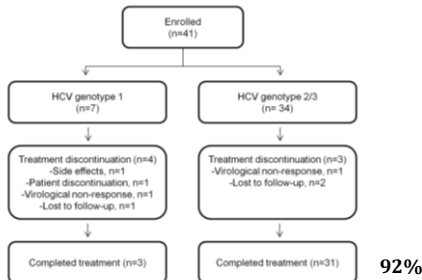 Enrolled
(n=41)
HCV genotype 1
(n=7)
HCV genotype 2/3
(n= 34)
Treatment discontinuation (n=4)
-Side effects, n=1
-Patient discontinuation, n=1
-Virological non-response, n=1
-Lost to follow-up, n=1
Treatment discontinuation (n=3)
-Virological non-response, n=1
-Lost to follow-up, n=2
Completed treatment (n=3)
Completed treatment (n=31)
92%